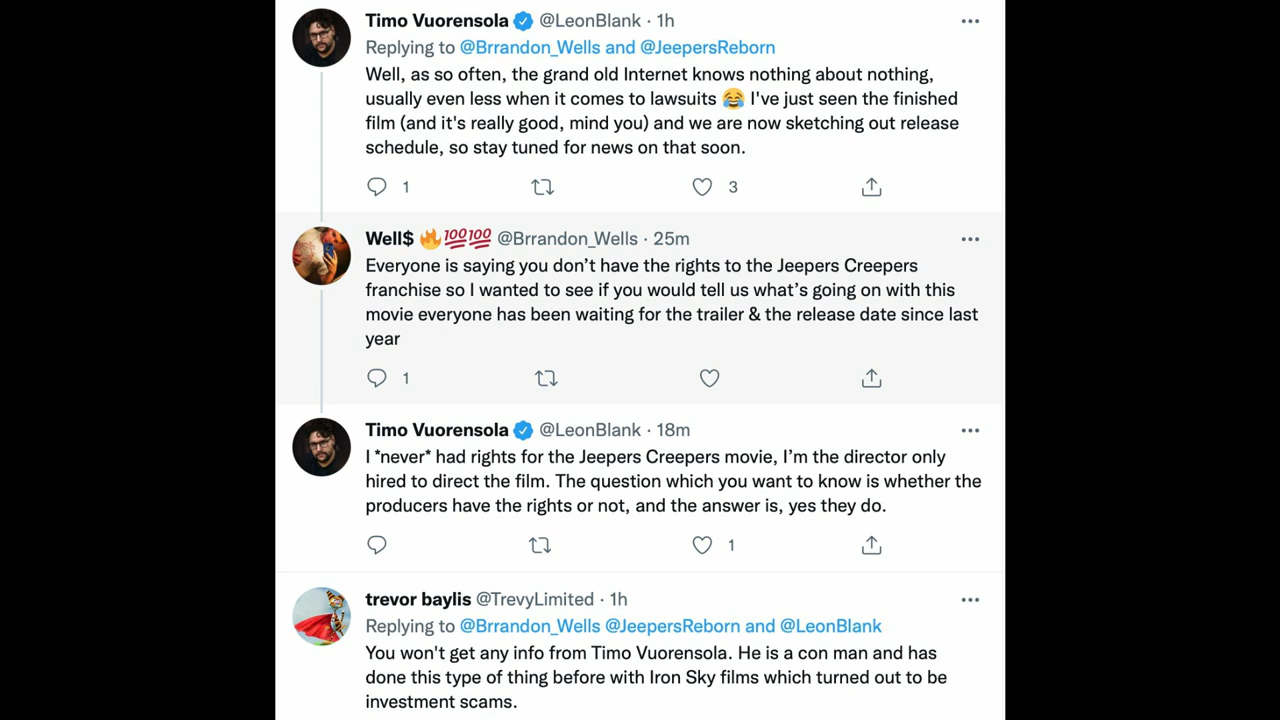 Timo Vuorensola @LeonBlank · 1h
Replying to @Brrandon_Wells and @JeepersReborn
Well, as so often, the grand old Internet knows nothing about nothing,
usually even less when it comes to lawsuits 😂 I've just seen the finished
film (and it's really good, mind you) and we are now sketching out release
schedule, so stay tuned for news on that soon.
1 3
Well$ 🔥💯💯 @Brrandon_Wells · 25m
Everyone is saying you don’t have the rights to the Jeepers Creepers
franchise so I wanted to see if you would tell us what’s going on with this
movie everyone has been waiting for the trailer & the release date since last
year
1
Timo Vuorensola @LeonBlank · 18m
I *never* had rights for the Jeepers Creepers movie, I’m the director only
hired to direct the film. The question which you want to know is whether the
producers have the rights or not, and the answer is, yes they do.
1
trevor baylis @TrevyLimited · 1h
Replying to @Brrandon_Wells @JeepersReborn and @LeonBlank
You won't get any info from Timo Vuorensola. He is a con man and has
done this type of thing before with Iron Sky films which turned out to be
investment scams.